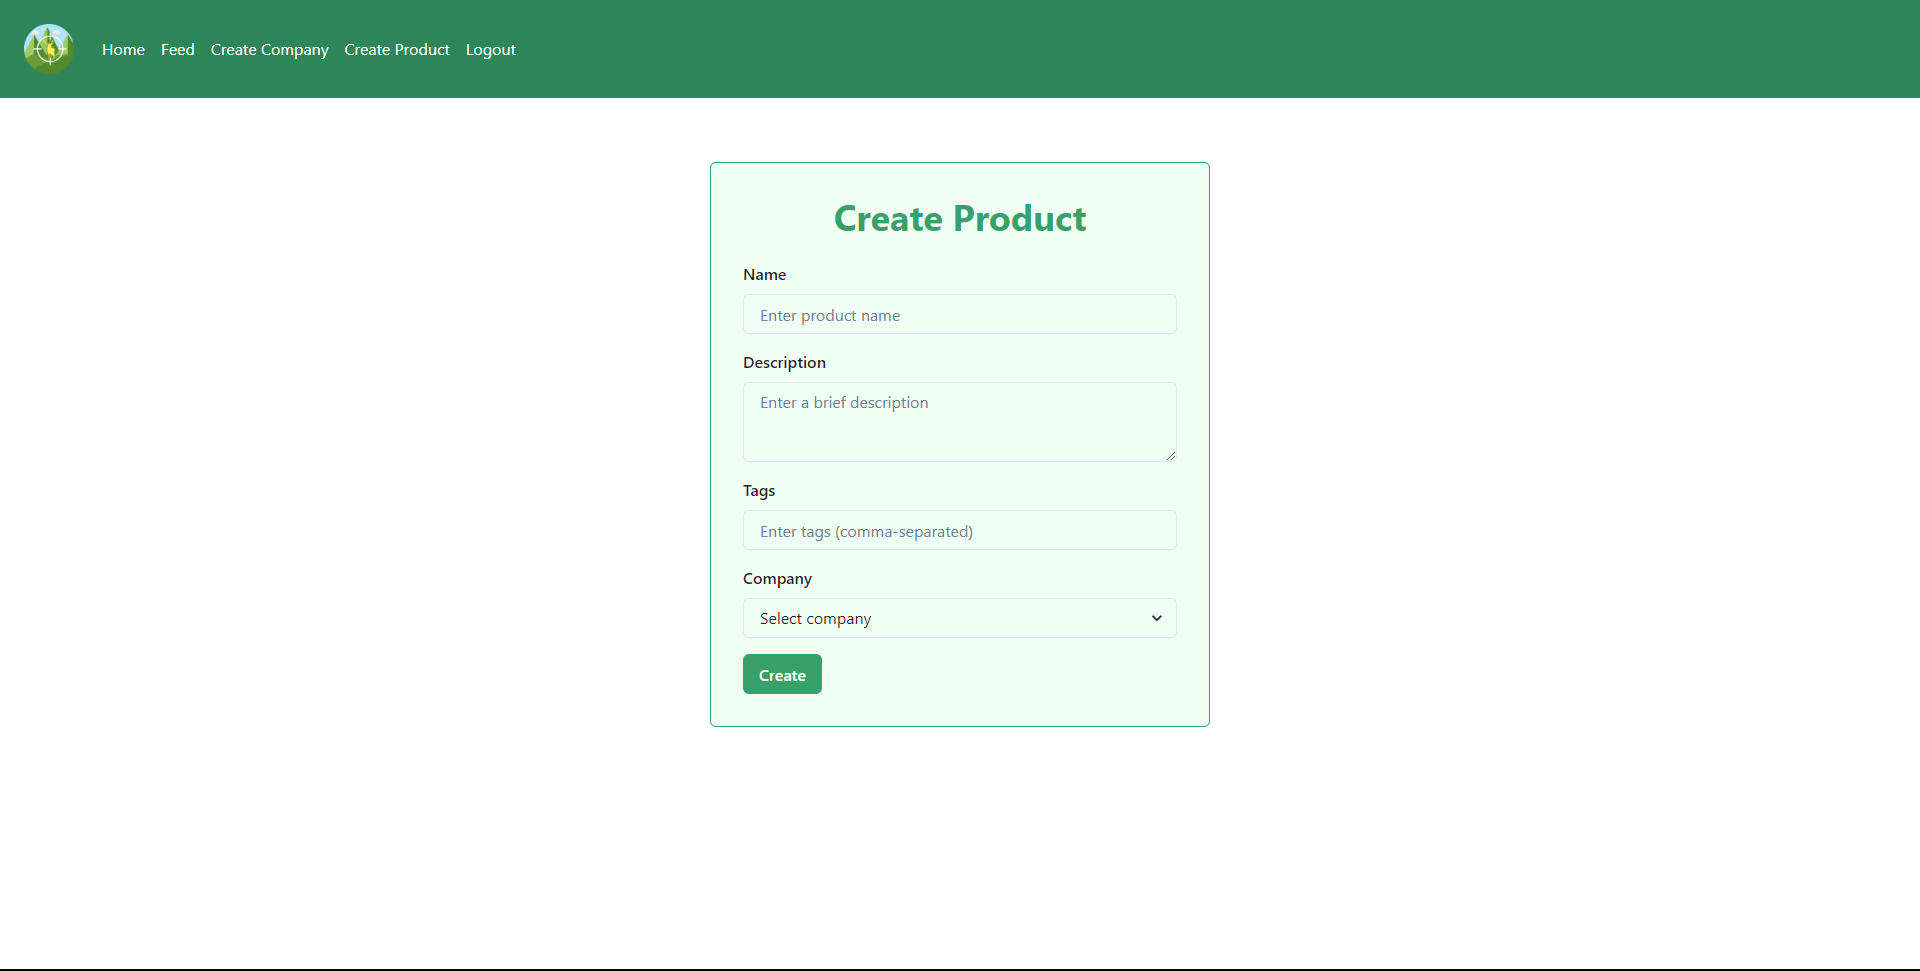 Home Feed Create Company Create Product Logout
Create Product
Name
Enter product name
Description
Enter a brief description
Tags
Enter tags (comma-separated)
Company
Select company
Create